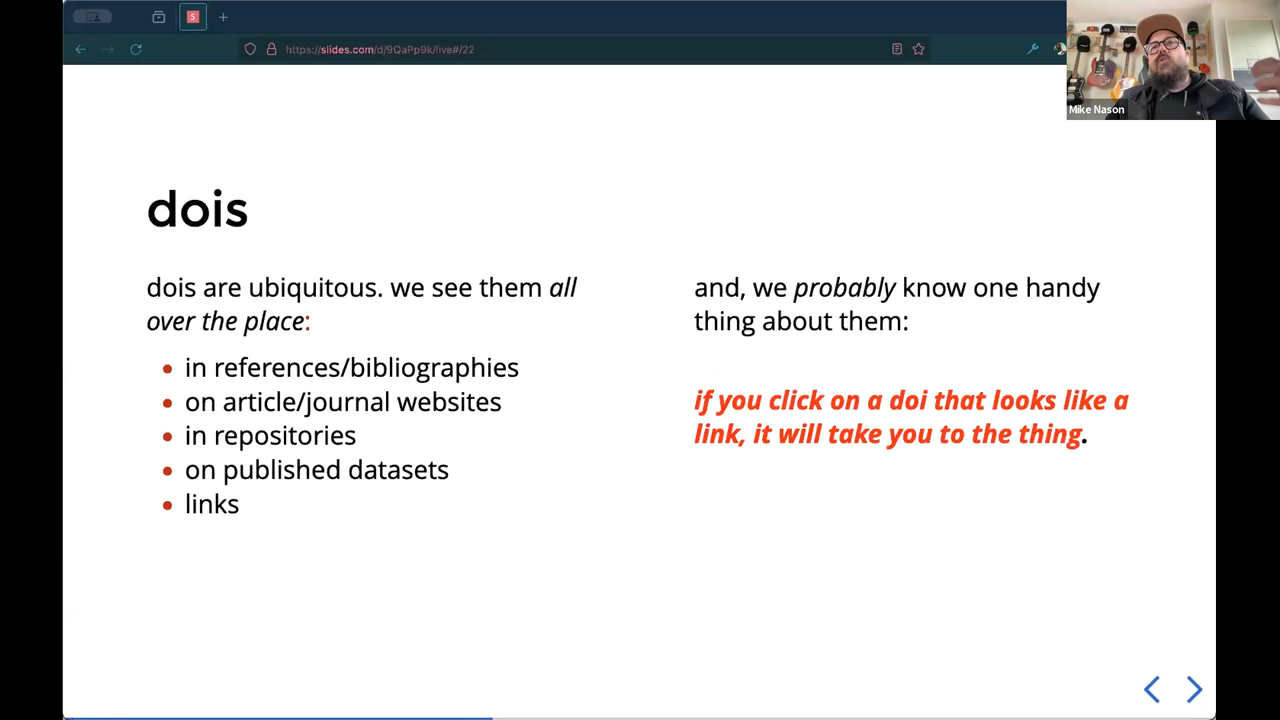 S
https://slides.com/d/9QaPp9k/live#/22
Mike Nason
dois
dois are ubiquitous. we see them all
over the place:
in references/bibliographies
on article/journal websites
in repositories
on published datasets
links
and, we probably know one handy
thing about them:
if you click on a doi that looks like a
link, it will take you to the thing.